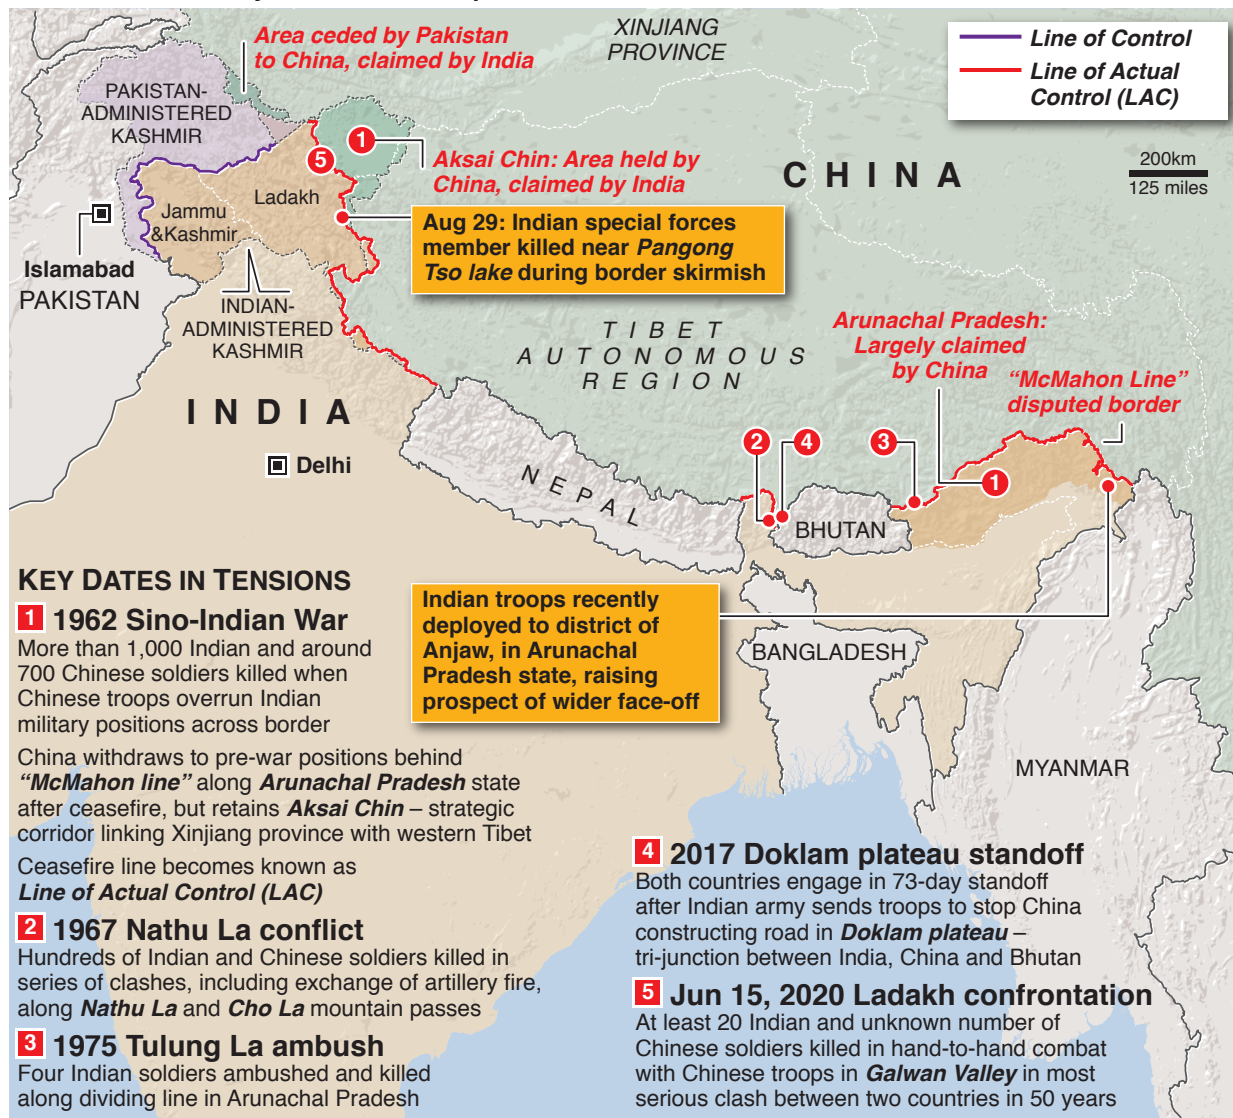 Area ceded by Pakistan
to China, claimed by India
XINJIANG
PROVINCE
Line of Control
Line of Actual
Control (LAC)
PAKISTAN-
ADMINISTERED
KASHMIR
1
5
Aksai Chin: Area held by
China, claimed by India
CHINA
200km
125 miles
Ladakh
Jammu
&Kashmir
Aug 29: Indian special forces
member killed near Pangong
Tso lake during border skirmish
Islamabad
PAKISTAN
INDIAN-
ADMINISTERED
KASHMIR
TIBET
AUTONOMOUS
REGION
Arunachal Pradesh:
Largely claimed
by China
“McMahon Line”
disputed border
INDIA
Delhi
NEPAL
2
4
3
1
BHUTAN
Indian troops recently
deployed to district of
Anjaw, in Arunachal
Pradesh state, raising
prospect of wider face-off
BANGLADESH
MYANMAR
KEY DATES IN TENSIONS
1 1962 Sino-Indian War
More than 1,000 Indian and around
700 Chinese soldiers killed when
Chinese troops overrun Indian
military positions across border
China withdraws to pre-war positions behind
“McMahon line” along Arunachal Pradesh state
after ceasefire, but retains Aksai Chin – strategic
corridor linking Xinjiang province with western Tibet
Ceasefire line becomes known as
Line of Actual Control (LAC)
2 1967 Nathu La conflict
Hundreds of Indian and Chinese soldiers killed in
series of clashes, including exchange of artillery fire,
along Nathu La and Cho La mountain passes
3 1975 Tulung La ambush
Four Indian soldiers ambushed and killed
along dividing line in Arunachal Pradesh
4 2017 Doklam plateau standoff
Both countries engage in 73-day standoff
after Indian army sends troops to stop China
constructing road in Doklam plateau –
tri-junction between India, China and Bhutan
5 Jun 15, 2020 Ladakh confrontation
At least 20 Indian and unknown number of
Chinese soldiers killed in hand-to-hand combat
with Chinese troops in Galwan Valley in most
serious clash between two countries in 50 years